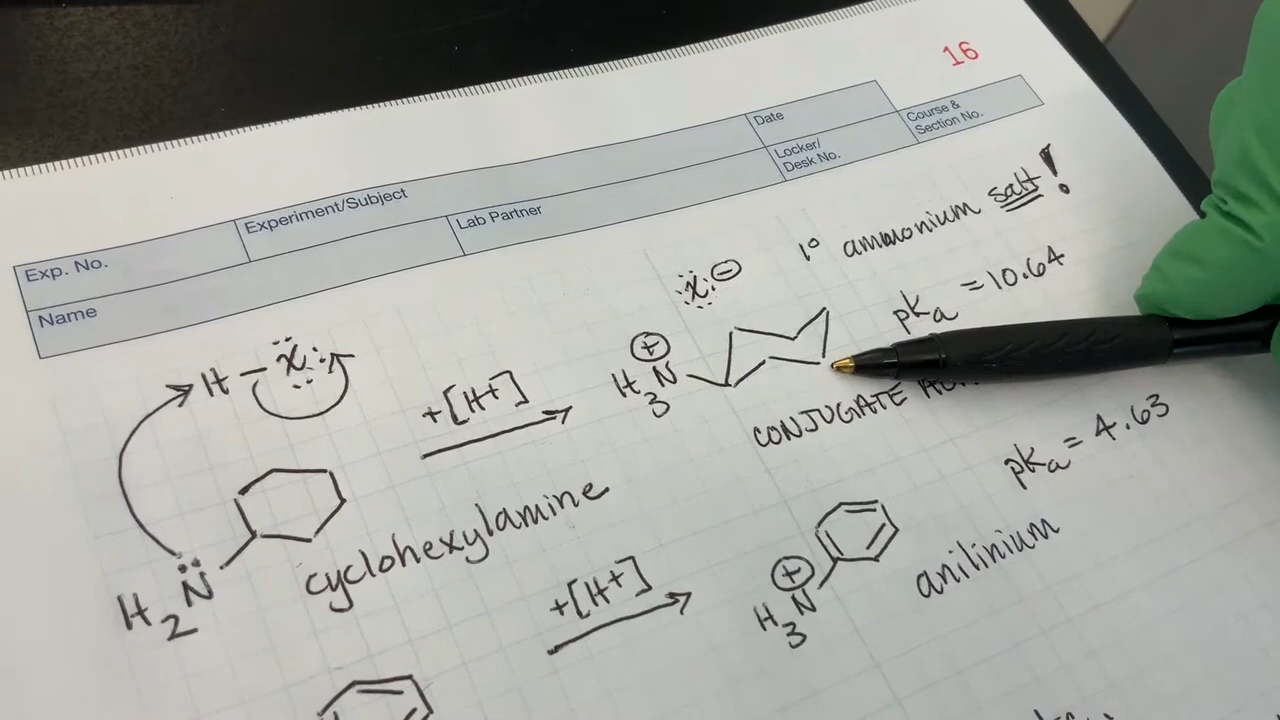 16
Date
Course &
Section No.
Experiment/Subject
Locker/
Desk No.
Exp. No.
Lab Partner
Name
1° ammonium salt!
:ẍ:⊖
pKa = 10.64
H–ẍ:
+[H+]
H3N⊕
CONJUGATE
pKa = 4.63
cyclohexylamine
H2N̈
+[H+]
H3N⊕
anilinium